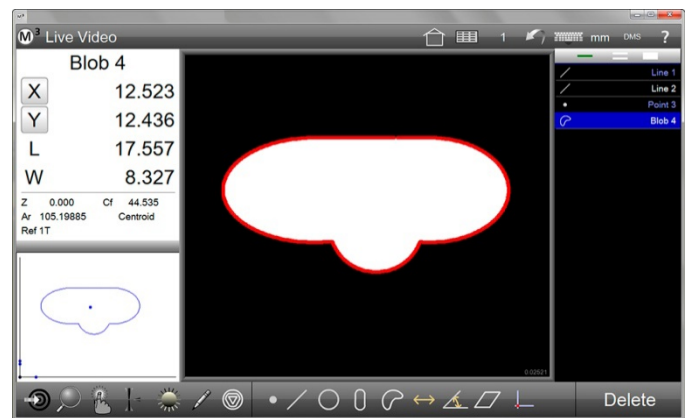 M³ Live Video
1
mm
DMS
?
Blob 4
X 12.523
Y 12.436
L 17.557
W 8.327
Z 0.000 Cf 44.535
Ar 105.19885 Centroid
Ref 1T
Line 1
Line 2
Point 3
Blob 4
0.02521
Delete